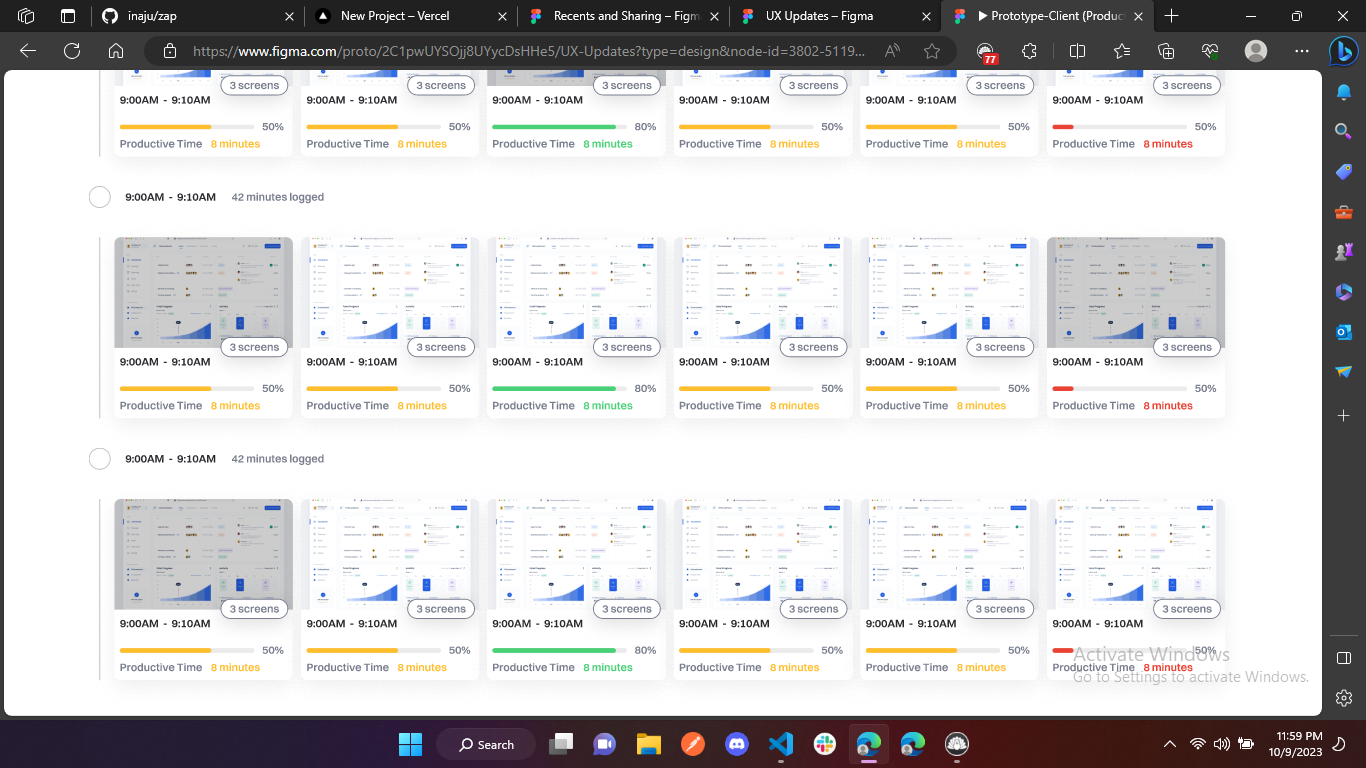 inaju/zap
New Project – Vercel
Recents and Sharing – Figm
UX Updates – Figma
Prototype-Client (Produc
https://www.figma.com/proto/2C1pwUYSOjj8UYycDsHHe5/UX-Updates?type=design&node-id=3802-5119...
77
3 screens 3 screens 3 screens 3 screens 3 screens 3 screens
9:00AM - 9:10AM 9:00AM - 9:10AM 9:00AM - 9:10AM 9:00AM - 9:10AM 9:00AM - 9:10AM 9:00AM - 9:10AM
50% 50% 80% 50% 50% 50%
Productive Time 8 minutes Productive Time 8 minutes Productive Time 8 minutes Productive Time 8 minutes Productive Time 8 minutes Productive Time 8 minutes
9:00AM - 9:10AM 42 minutes logged
3 screens 3 screens 3 screens 3 screens 3 screens 3 screens
9:00AM - 9:10AM 9:00AM - 9:10AM 9:00AM - 9:10AM 9:00AM - 9:10AM 9:00AM - 9:10AM 9:00AM - 9:10AM
50% 50% 80% 50% 50% 50%
Productive Time 8 minutes Productive Time 8 minutes Productive Time 8 minutes Productive Time 8 minutes Productive Time 8 minutes Productive Time 8 minutes
9:00AM - 9:10AM 42 minutes logged
3 screens 3 screens 3 screens 3 screens 3 screens 3 screens
9:00AM - 9:10AM 9:00AM - 9:10AM 9:00AM - 9:10AM 9:00AM - 9:10AM 9:00AM - 9:10AM 9:00AM - 9:10AM
50% 50% 80% 50% 50% 50%
Productive Time 8 minutes Productive Time 8 minutes Productive Time 8 minutes Productive Time 8 minutes Productive Time 8 minutes Productive Time 8 minutes
Activate Windows
Go to Settings to activate Windows.
Search
11:59 PM
10/9/2023